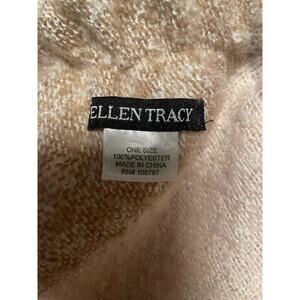 ELLEN TRACY
ONE SIZE
100%POLYESTER
MADE IN CHINA
RN# 105797